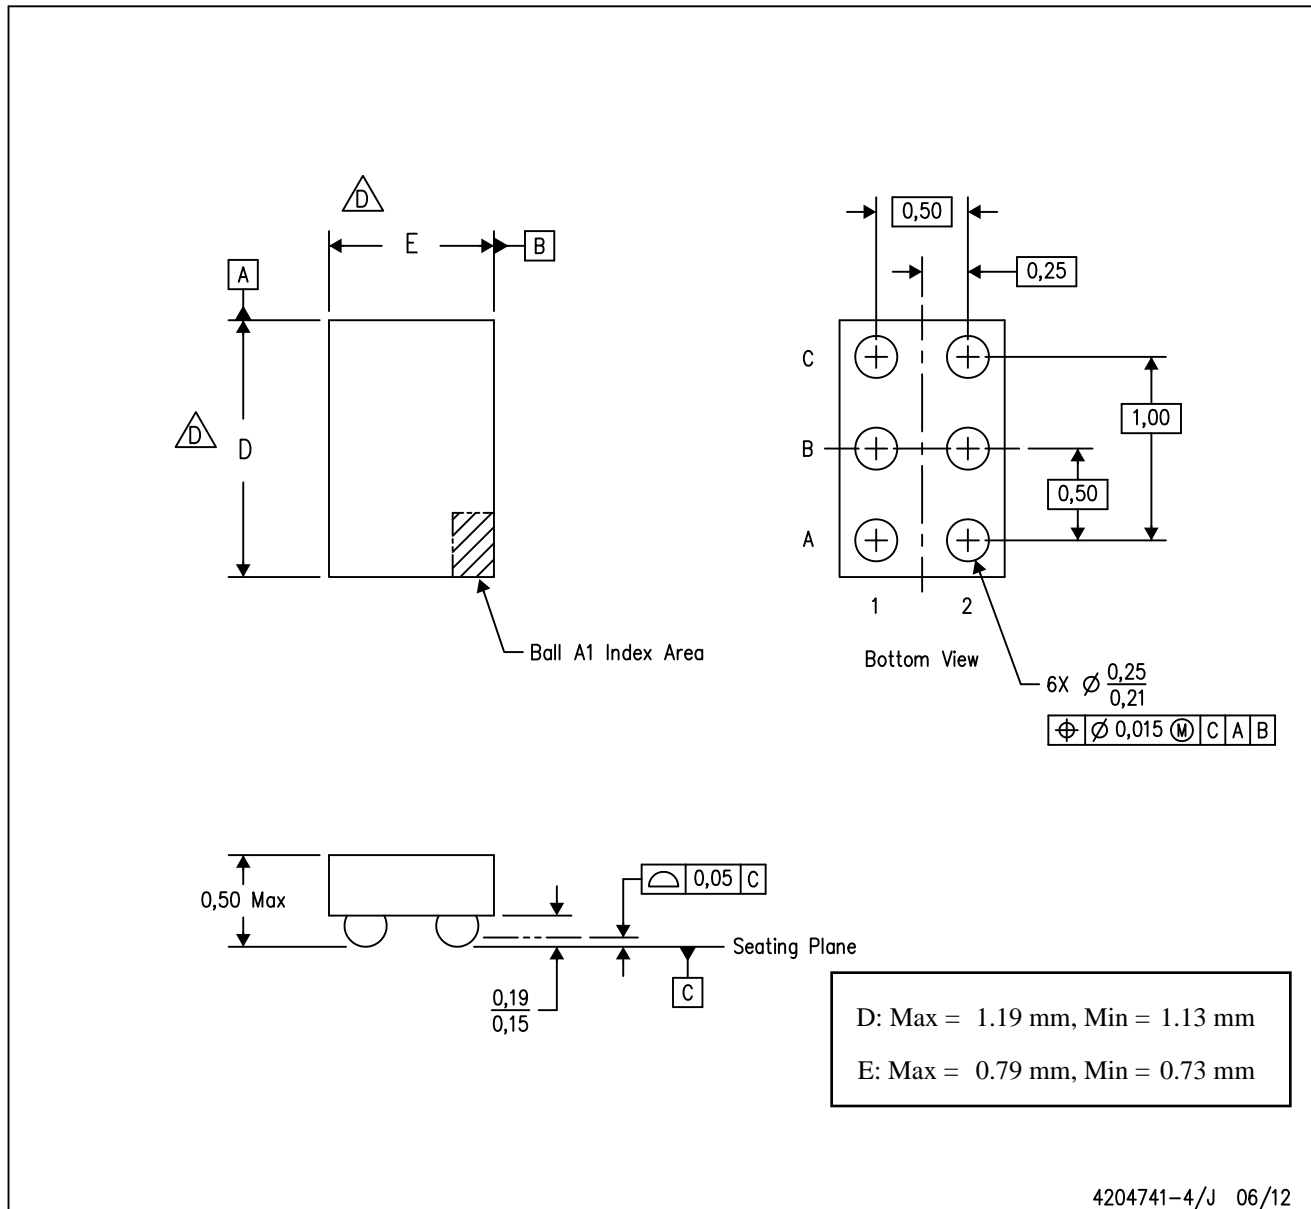 D
E
B
A
D
D
Ball A1 Index Area
0,50
0,25
C
B
A
1,00
0,50
1 2
Bottom View
6X Ø 0,25
0,21
⌖ Ø 0,015 Ⓜ C A B
0,50 Max
⌓ 0,05 C
Seating Plane
C
0,19
0,15
D: Max = 1.19 mm, Min = 1.13 mm
E: Max = 0.79 mm, Min = 0.73 mm
4204741-4/J 06/12